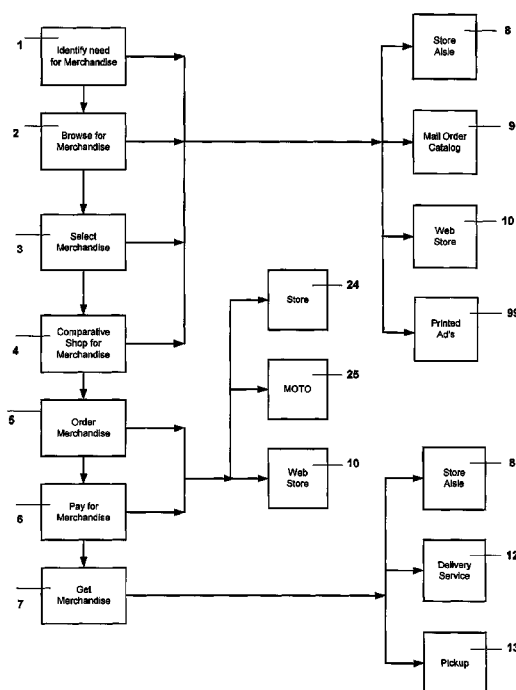 1
Identify need
for Merchandise
2
Browse for
Merchandise
3
Select
Merchandise
4
Comparative
Shop for
Merchandise
5
Order
Merchandise
6
Pay for
Merchandise
7
Get
Merchandise
8
Store
Aisle
9
Mail Order
Catalog
10
Web
Store
99
Printed
Ad's
24
Store
25
MOTO
10
Web
Store
8
Store
Aisle
12
Delivery
Service
13
Pickup